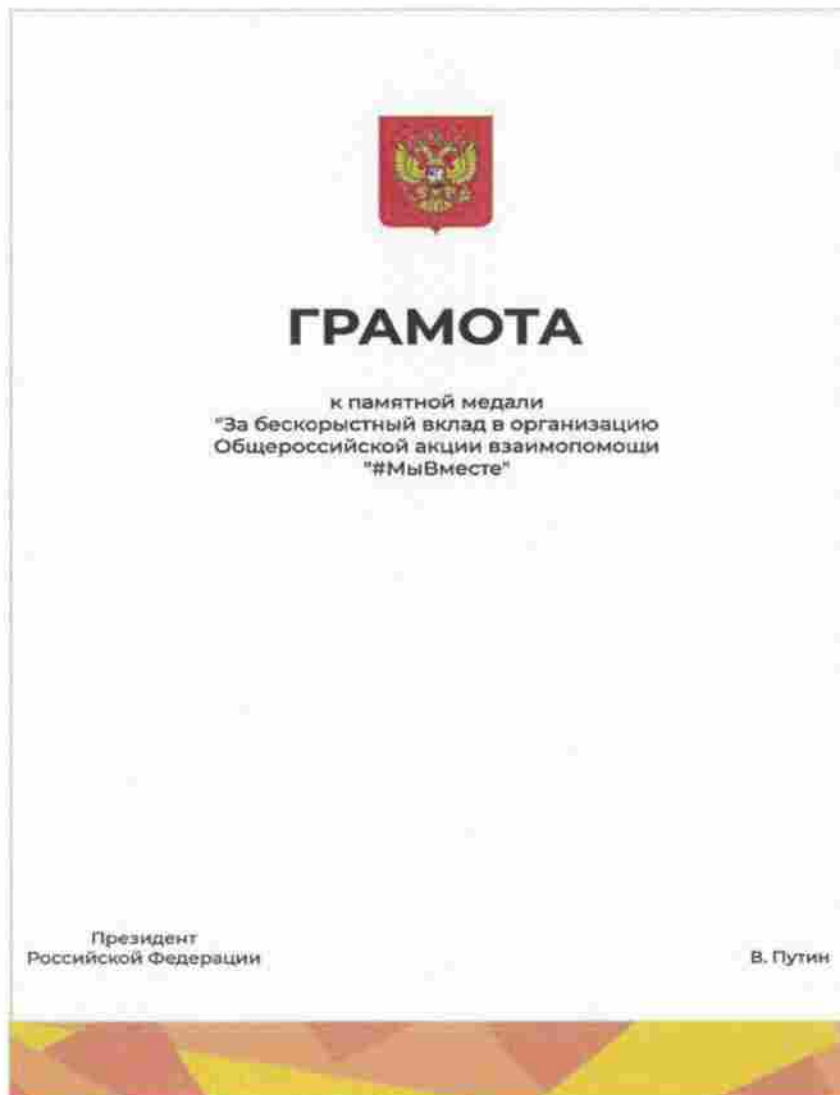 ГРАМОТА
к памятной медали
"За бескорыстный вклад в организацию
Общероссийской акции взаимопомощи
"#МыВместе"
Президент
Российской Федерации
В. Путин